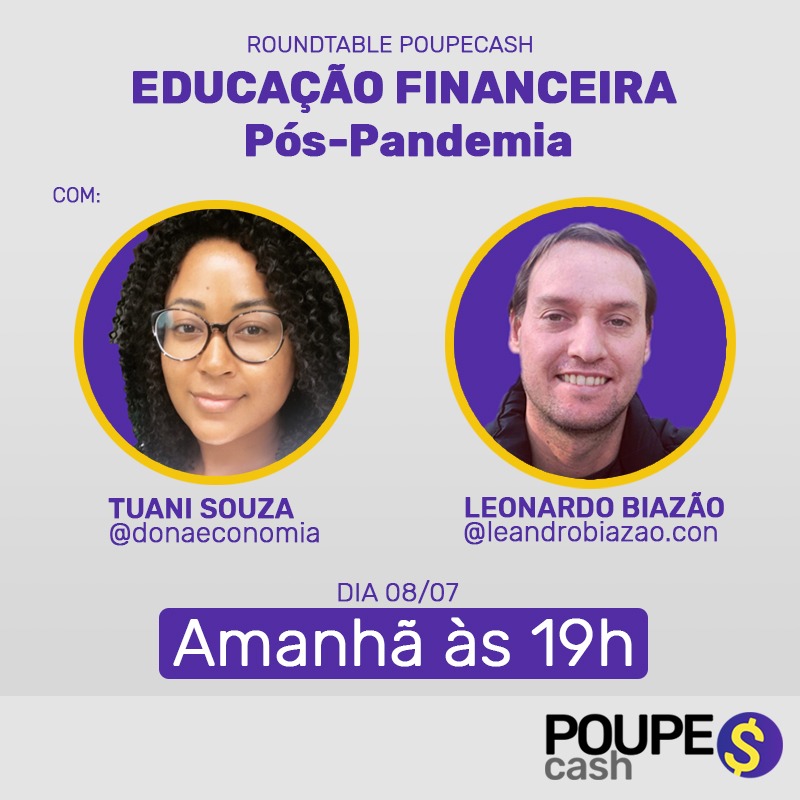 ROUNDTABLE POUPECASH
EDUCAÇÃO FINANCEIRA
Pós-Pandemia
COM:
TUANI SOUZA
@donaeconomia
LEONARDO BIAZÃO
@leandrobiazao.con
DIA 08/07
Amanhã às 19h
POUPE $
cash